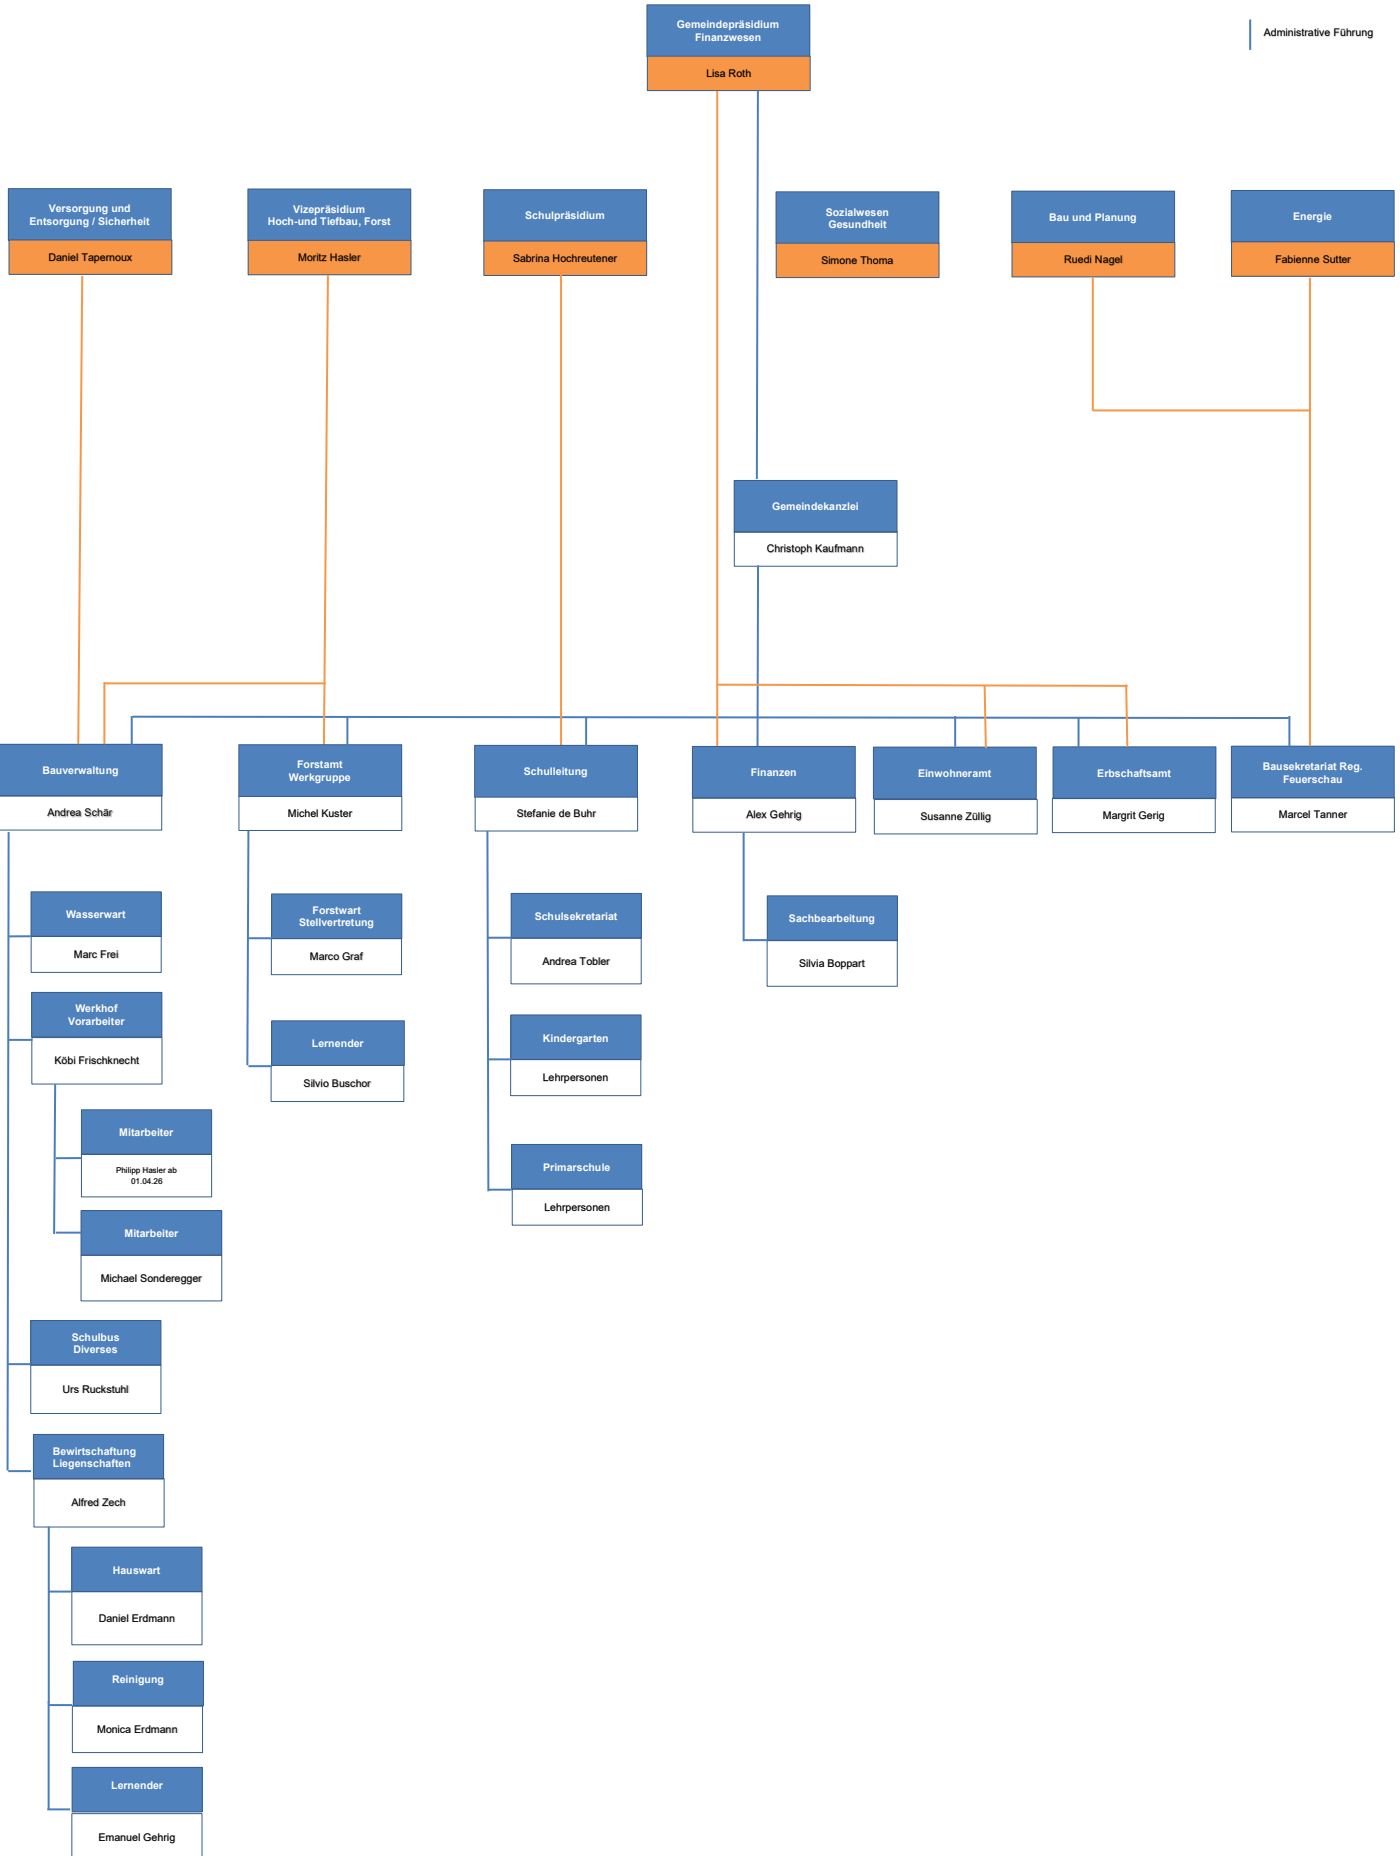 Gemeindepräsidium
Finanzwesen
Lisa Roth
Administrative Führung
Versorgung und
Entsorgung / Sicherheit
Daniel Tapernoux
Vizepräsidium
Hoch-und Tiefbau, Forst
Moritz Hasler
Schulpräsidium
Sabrina Hochreutener
Sozialwesen
Gesundheit
Simone Thoma
Bau und Planung
Ruedi Nagel
Energie
Fabienne Sutter
Gemeindekanzlei
Christoph Kaufmann
Bauverwaltung
Andrea Schär
Forstamt
Werkgruppe
Michel Kuster
Schulleitung
Stefanie de Buhr
Finanzen
Alex Gehrig
Einwohneramt
Susanne Züllig
Erbschaftsamt
Margrit Gerig
Bausekretariat Reg.
Feuerschau
Marcel Tanner
Wasserwart
Marc Frei
Werkhof
Vorarbeiter
Köbi Frischknecht
Mitarbeiter
Philipp Hasler ab
01.04.26
Mitarbeiter
Michael Sonderegger
Schulbus
Diverses
Urs Ruckstuhl
Bewirtschaftung
Liegenschaften
Alfred Zech
Hauswart
Daniel Erdmann
Reinigung
Monica Erdmann
Lernender
Emanuel Gehrig
Forstwart
Stellvertretung
Marco Graf
Lernender
Silvio Buschor
Schulsekretariat
Andrea Tobler
Kindergarten
Lehrpersonen
Primarschule
Lehrpersonen
Sachbearbeitung
Silvia Boppart